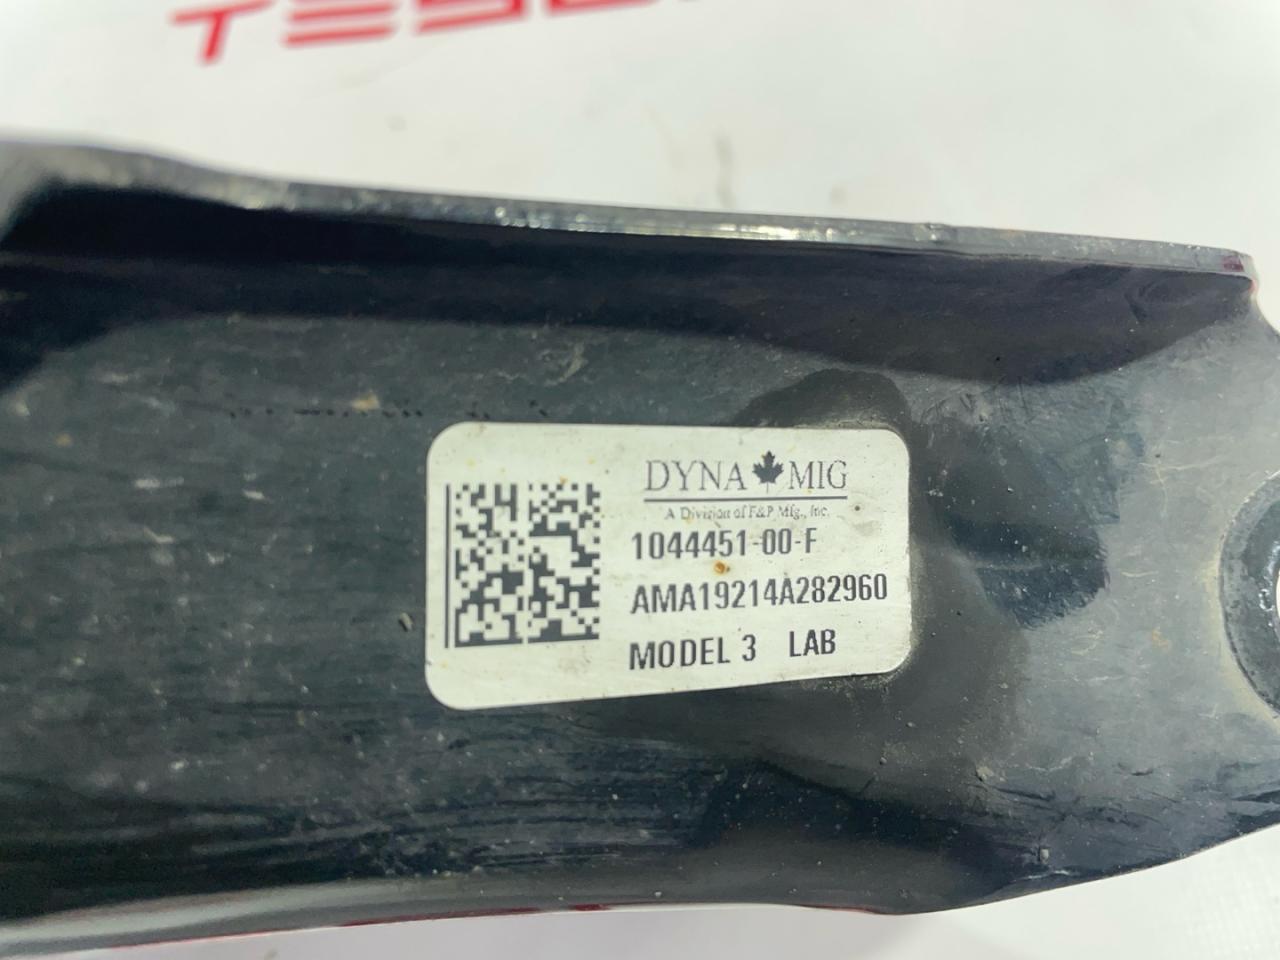 DYNA MIG
A Division of F&P Mfg., Inc.
1044451-00-F
AMA19214A282960
MODEL 3 LAB